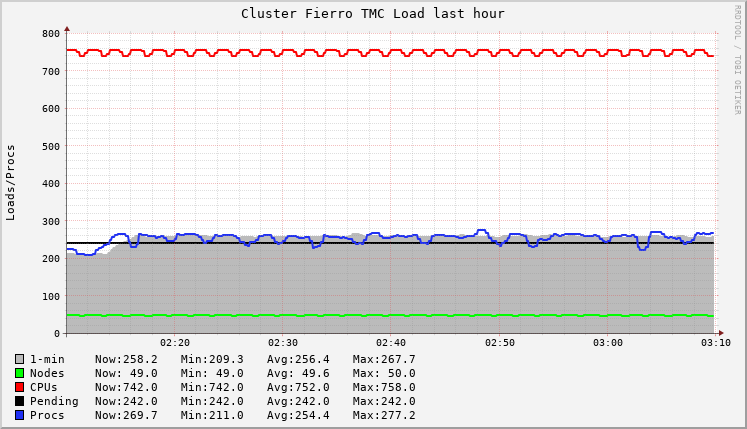 Cluster Fierro TMC Load last hour
RRDTOOL / TOBI OETIKER
Loads/Procs
800
700
600
500
400
300
200
100
0
02:20 02:30 02:40 02:50 03:00 03:10
1-min Now:258.2 Min:209.3 Avg:256.4 Max:267.7
Nodes Now: 49.0 Min: 49.0 Avg: 49.6 Max: 50.0
CPUs Now:742.0 Min:742.0 Avg:752.0 Max:758.0
Pending Now:242.0 Min:242.0 Avg:242.0 Max:242.0
Procs Now:269.7 Min:211.0 Avg:254.4 Max:277.2